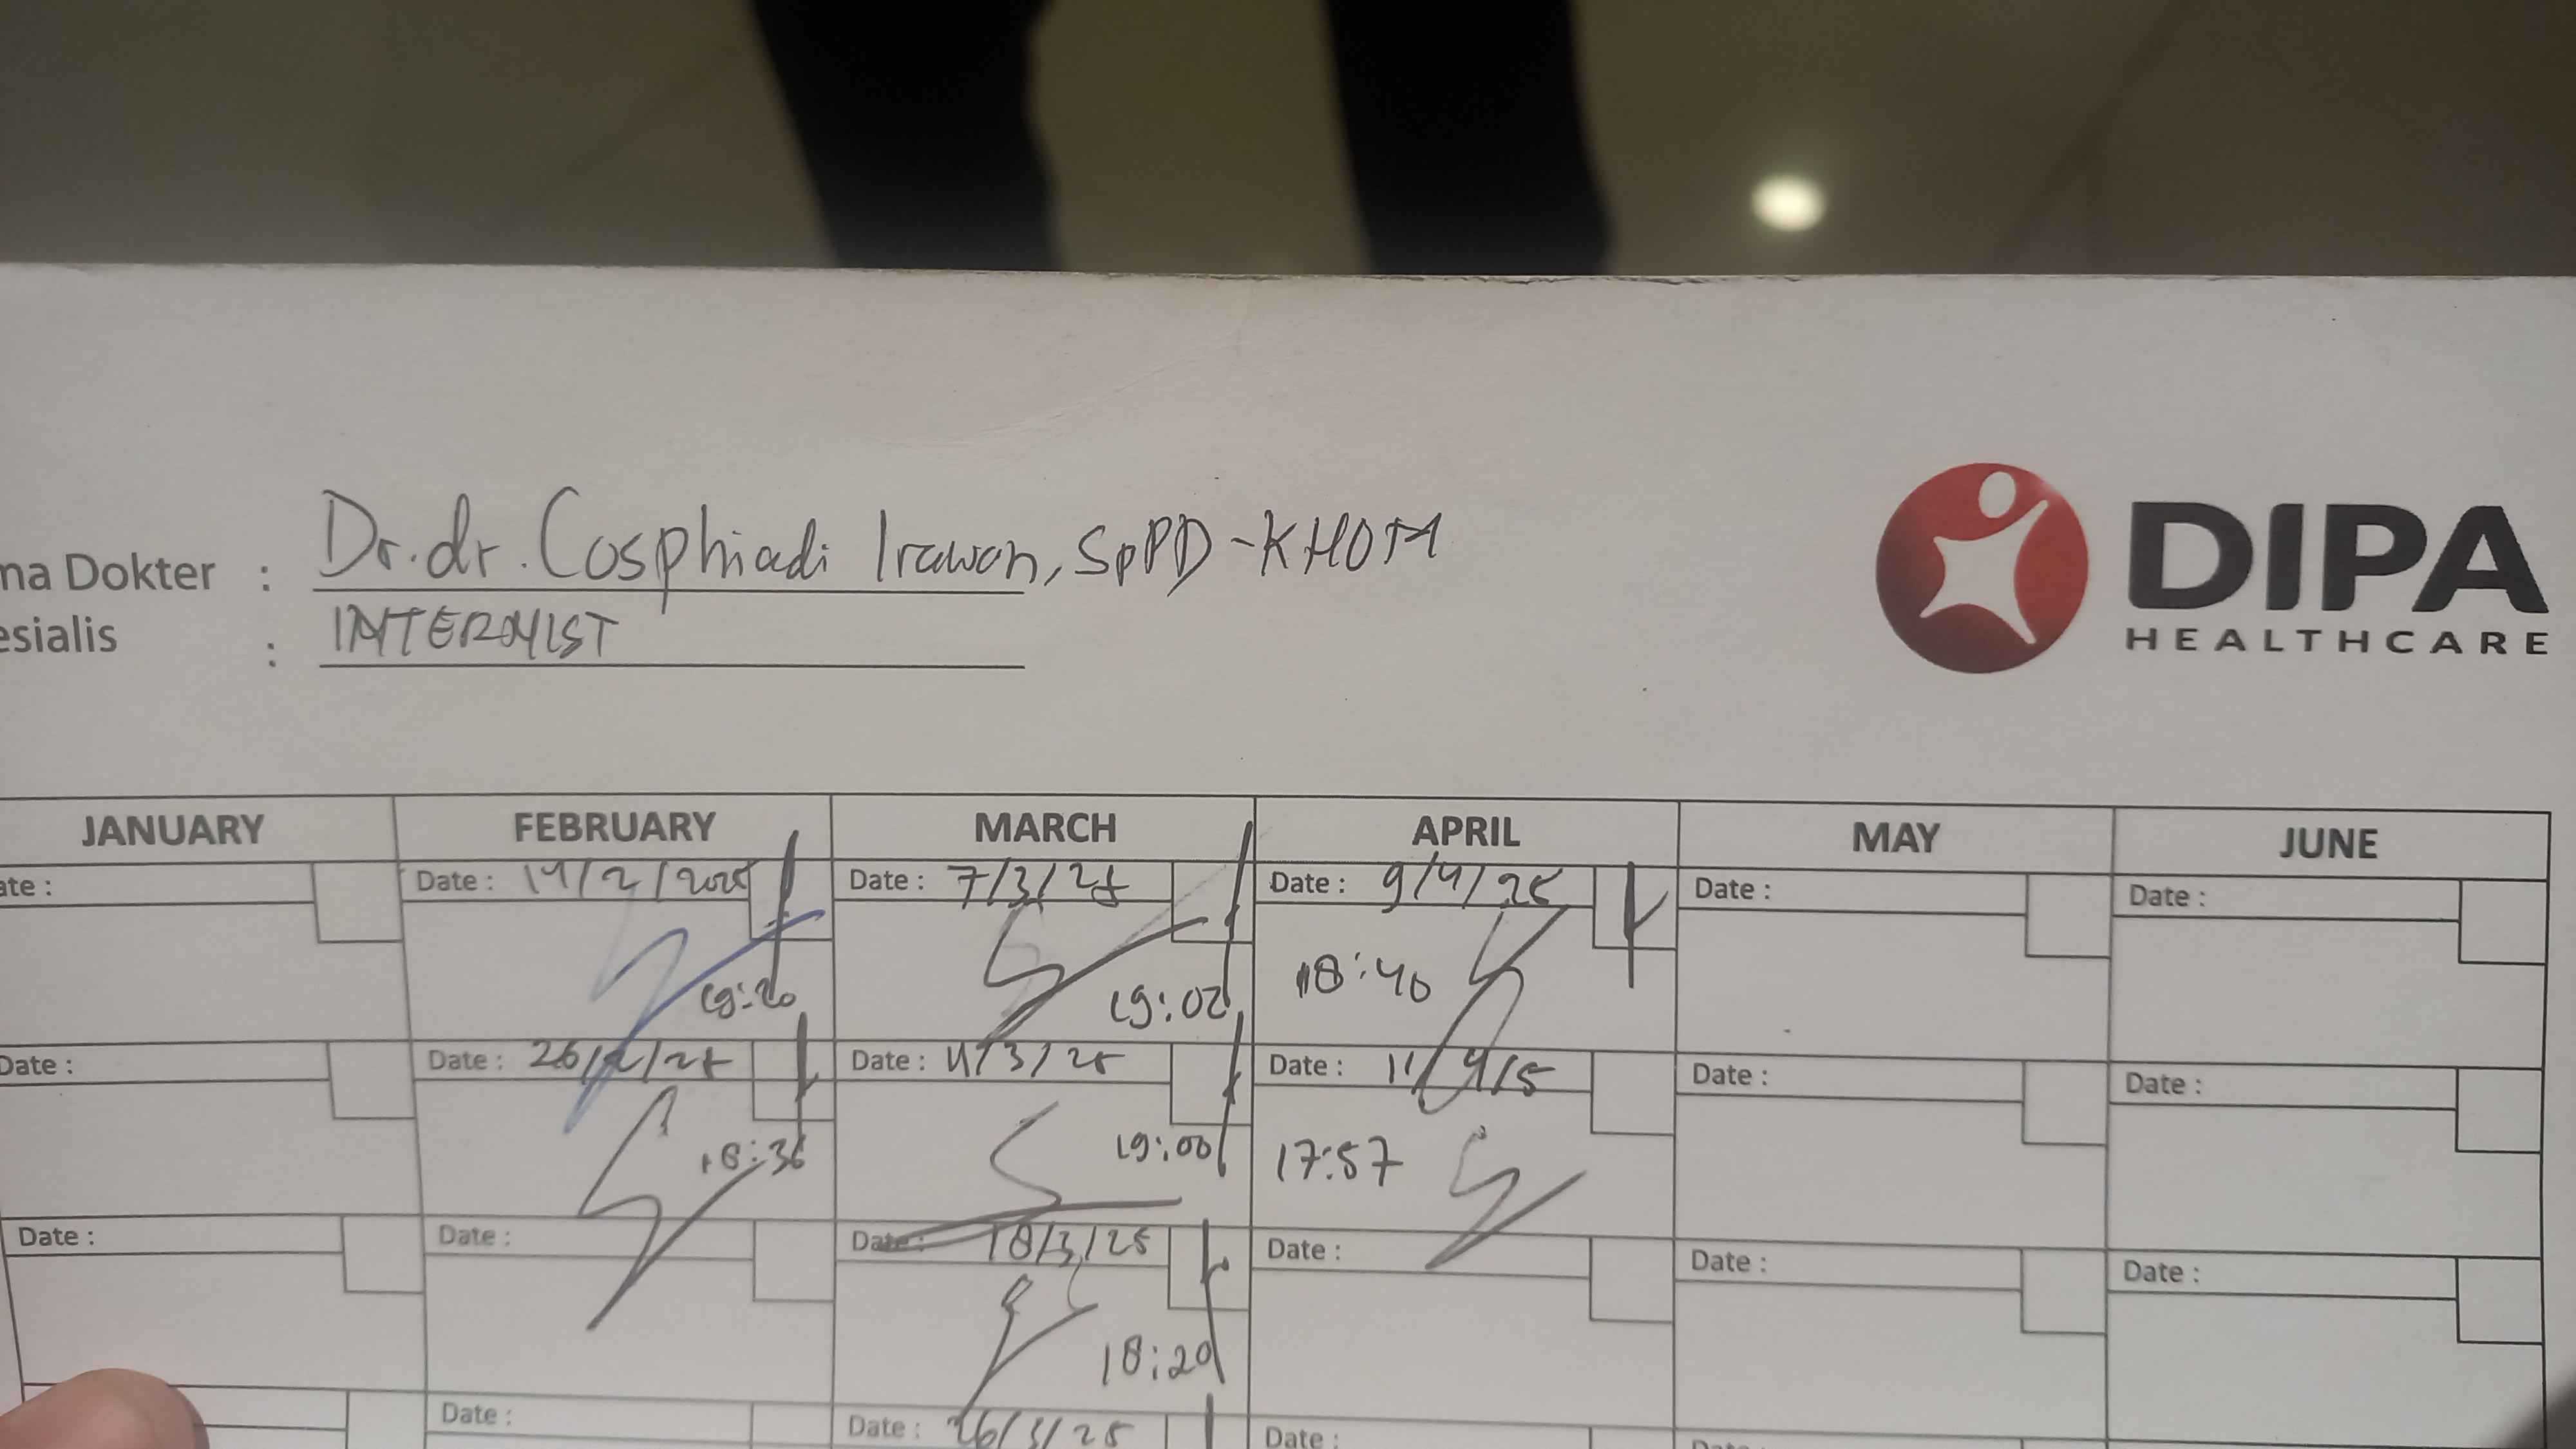 na Dokter : Dr. dr. Cosphiadi Irawan, SpPD-KHOM
esialis : INTERNIST
DIPA
HEALTHCARE
JANUARY FEBRUARY MARCH APRIL MAY JUNE
ate : Date : 14/2/2025 Date : 7/3/25 Date : 9/4/25 Date : Date :
19:20 19:02 18:40
Date : Date : 26/2/25 Date : 11/3/25 Date : 11/4/5 Date : Date :
18:36 19:00 17:57
Date : Date : Date : 18/3/25 Date : Date : Date :
18:20
Date : Date : 26/3/25 Date :